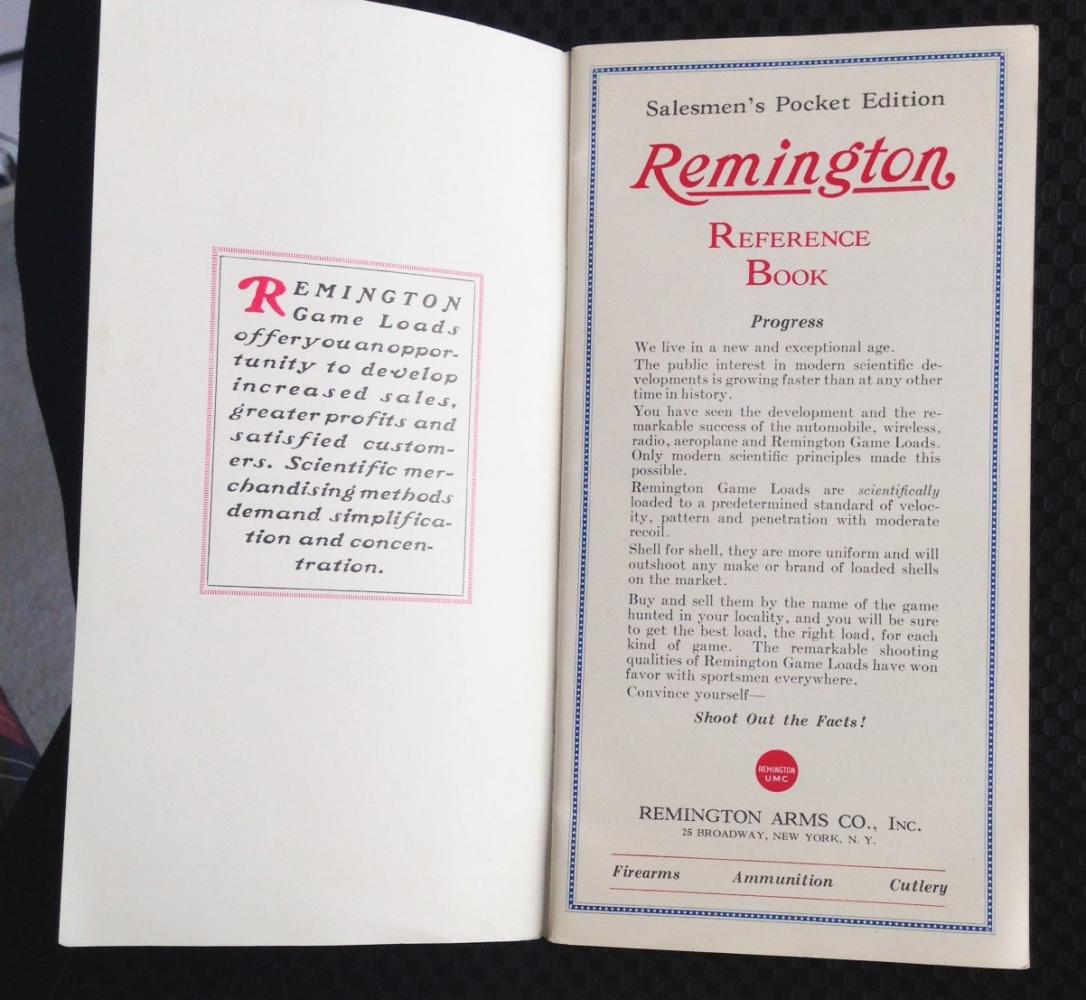 REMINGTON
Game Loads
offer you an oppor-
tunity to develop
increased sales,
greater profits and
satisfied custom-
ers. Scientific mer-
chandising methods
demand simplifica-
tion and concen-
tration.
Salesmen's Pocket Edition
Remington,
REFERENCE
BOOK
Progress
We live in a new and exceptional age.
The public interest in modern scientific de-
velopments is growing faster than at any other
time in history.
You have seen the development and the re-
markable success of the automobile, wireless,
radio, aeroplane and Remington Game Loads.
Only modern scientific principles made this
possible.
Remington Game Loads are scientifically
loaded to a predetermined standard of veloc-
ity, pattern and penetration with moderate
recoil.
Shell for shell, they are more uniform and will
outshoot any make or brand of loaded shells
on the market.
Buy and sell them by the name of the game
hunted in your locality, and you will be sure
to get the best load, the right load, for each
kind of game. The remarkable shooting
qualities of Remington Game Loads have won
favor with sportsmen everywhere.
Convince yourself—
Shoot Out the Facts!
REMINGTON
UMC
REMINGTON ARMS CO., INC.
25 BROADWAY, NEW YORK, N. Y.
Firearms Ammunition Cutlery